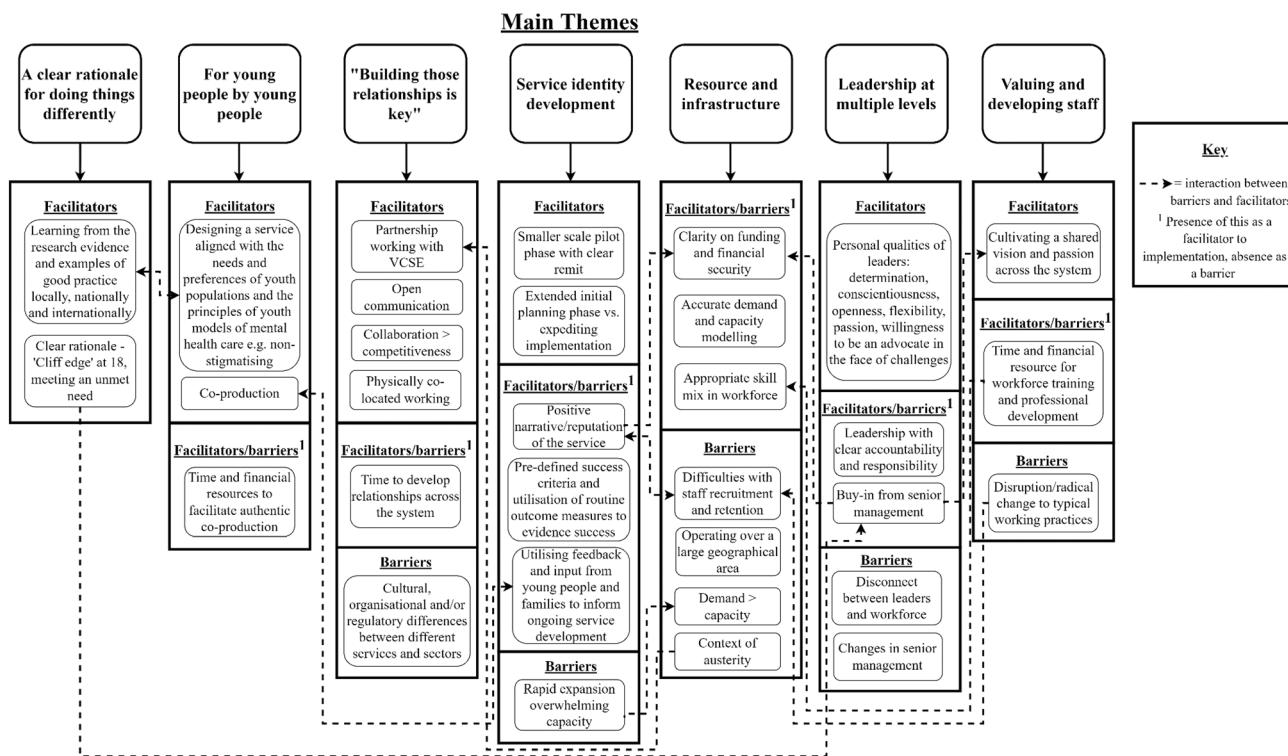 Main Themes
A clear rationale
for doing things
differently
For young
people by young
people
"Building those
relationships is
key"
Service identity
development
Resource and
infrastructure
Leadership at
multiple levels
Valuing and
developing staff
Facilitators
Learning from the
research evidence
and examples of
good practice
locally, nationally
and internationally
Clear rationale -
'Cliff edge' at 18,
meeting an unmet
need
Facilitators
Designing a service
aligned with the
needs and
preferences of youth
populations and the
principles of youth
models of mental
health care e.g. non-
stigmatising
Co-production
Facilitators/barriers1
Time and financial
resources to
facilitate authentic
co-production
Facilitators
Partnership
working with
VCSE
Open
communication
Collaboration >
competitiveness
Physically co-
located working
Facilitators/barriers1
Time to develop
relationships across
the system
Barriers
Cultural,
organisational and/or
regulatory differences
between different
services and sectors
Facilitators
Smaller scale pilot
phase with clear
remit
Extended initial
planning phase vs.
expediting
implementation
Facilitators/barriers1
Positive
narrative/reputation
of the service
Pre-defined success
criteria and
utilisation of routine
outcome measures to
evidence success
Utilising feedback
and input from
young people and
families to inform
ongoing service
development
Barriers
Rapid expansion
overwhelming
capacity
Facilitators/barriers1
Clarity on funding
and financial
security
Accurate demand
and capacity
modelling
Appropriate skill
mix in workforce
Barriers
Difficulties with
staff recruitment
and retention
Operating over a
large geographical
area
Demand >
capacity
Context of
austerity
Facilitators
Personal qualities of
leaders:
determination,
conscientiousness,
openness, flexibility,
passion, willingness
to be an advocate in
the face of challenges
Facilitators/barriers1
Leadership with
clear accountability
and responsibility
Buy-in from senior
management
Barriers
Disconnect
between leaders
and workforce
Changes in senior
management
Facilitators
Cultivating a shared
vision and passion
across the system
Facilitators/barriers1
Time and financial
resource for
workforce training
and professional
development
Barriers
Disruption/radical
change to typical
working practices
Key
= interaction between
barriers and facilitators
1 Presence of this as a
facilitator to
implementation, absence as
a barrier